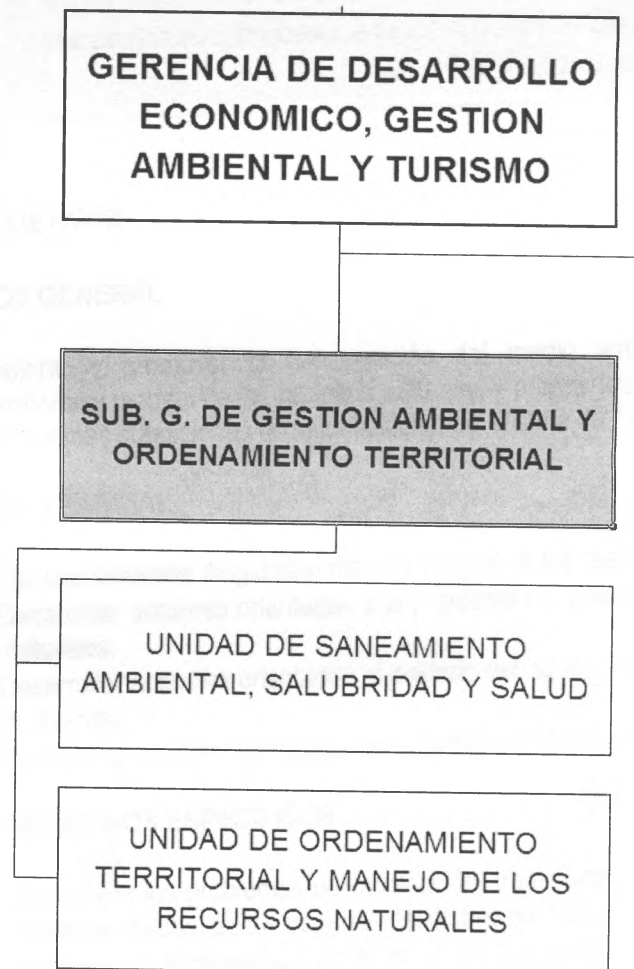 GERENCIA DE DESARROLLO
ECONOMICO, GESTION
AMBIENTAL Y TURISMO
SUB, G. DE GESTION AMBIENTAL Y
ORDENAMIENTO TERRITORIAL
UNIDAD DE SANEAMIENTO
AMBIENTAL, SALUBRIDAD Y SALUD
UNIDAD DE ORDENAMIENTO
TERRITORIAL Y MANEJO DE LOS
RECURSOS NATURALES